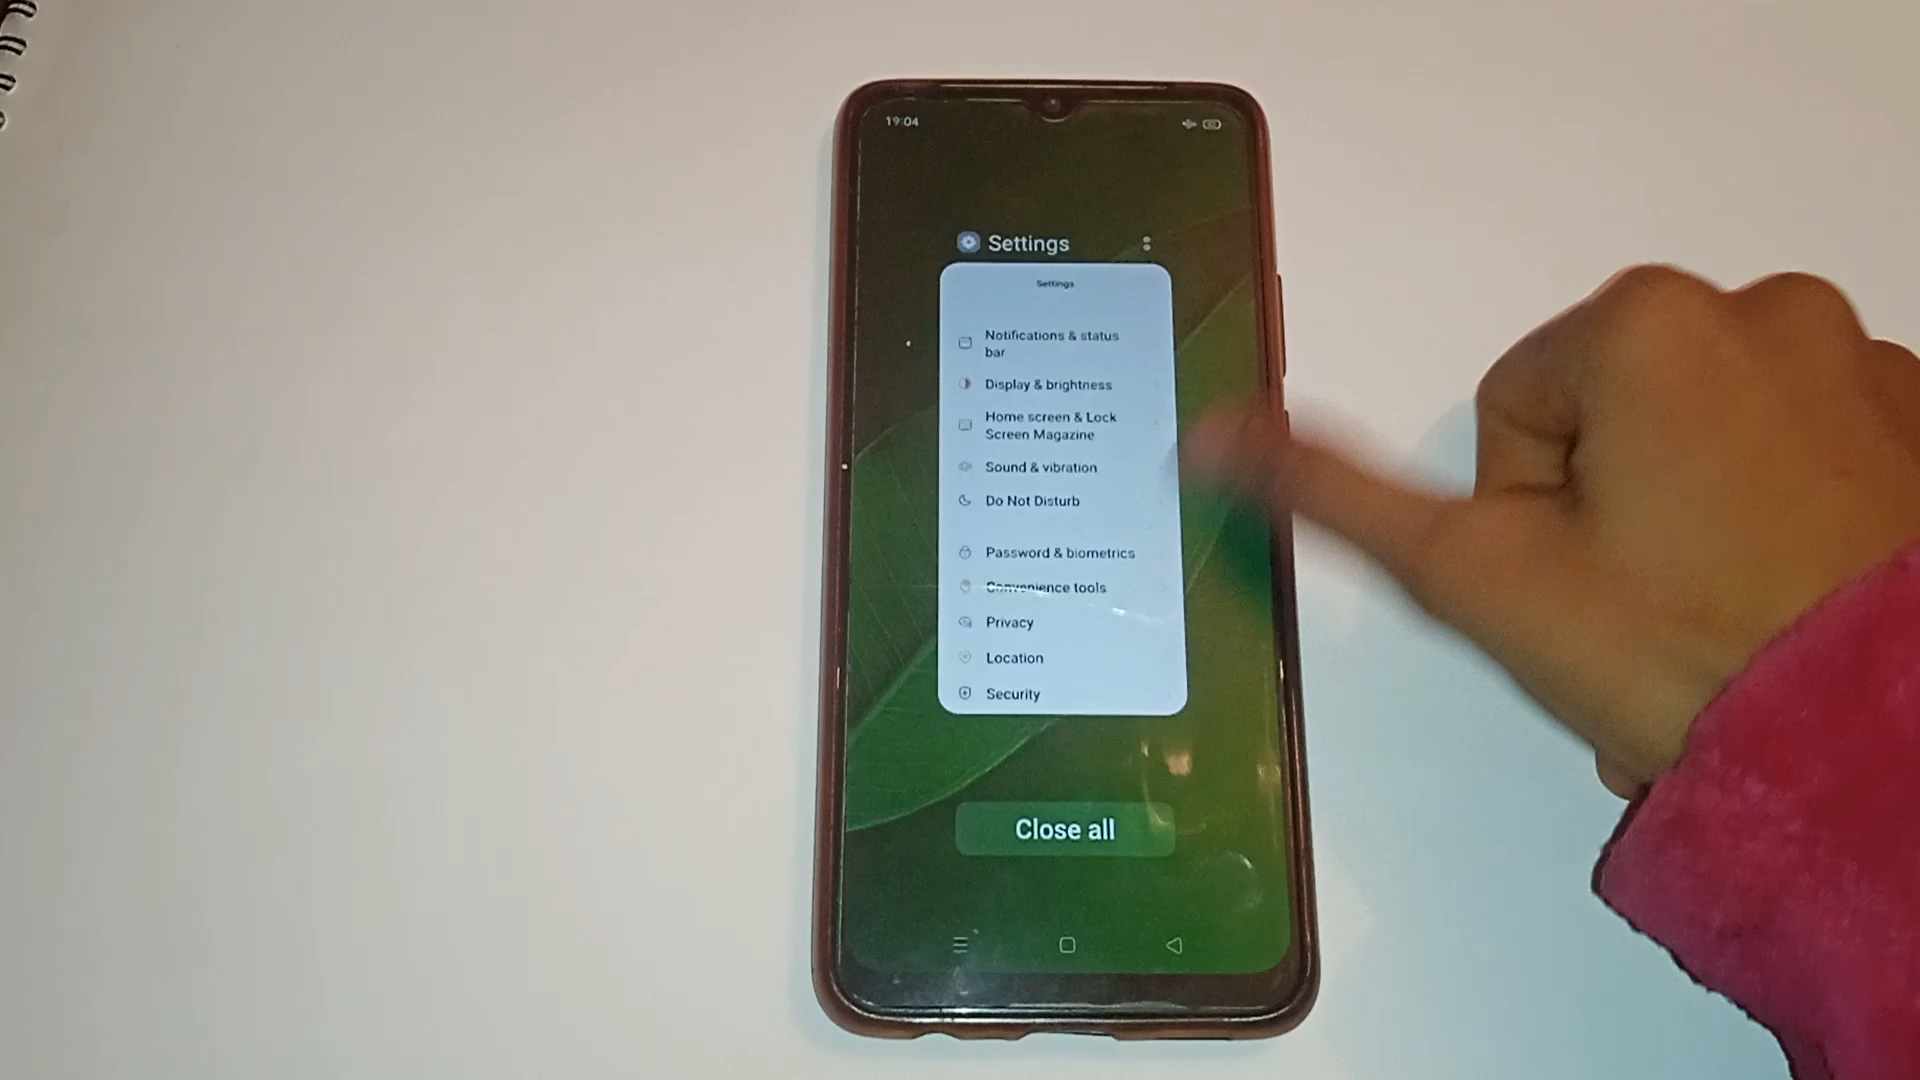 19:04
Settings
Settings
Notifications & status
bar
Display & brightness
Home screen & Lock
Screen Magazine
Sound & vibration
Do Not Disturb
Password & biometrics
Convenience tools
Privacy
Location
Security
Close all